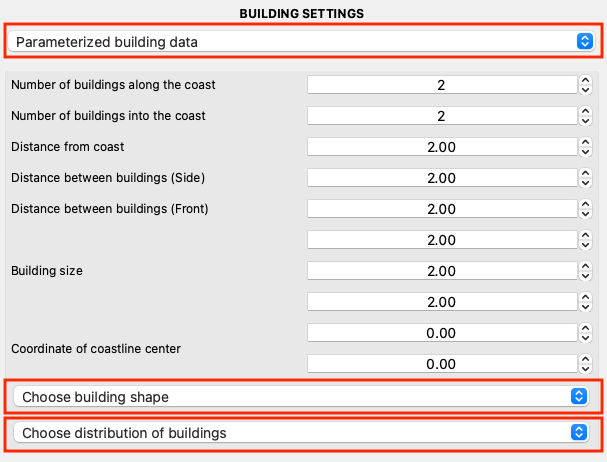 BUILDING SETTINGS
Parameterized building data
Number of buildings along the coast 2
Number of buildings into the coast 2
Distance from coast 2.00
Distance between buildings (Side) 2.00
Distance between buildings (Front) 2.00
2.00
Building size 2.00
2.00
0.00
Coordinate of coastline center
0.00
Choose building shape
Choose distribution of buildings